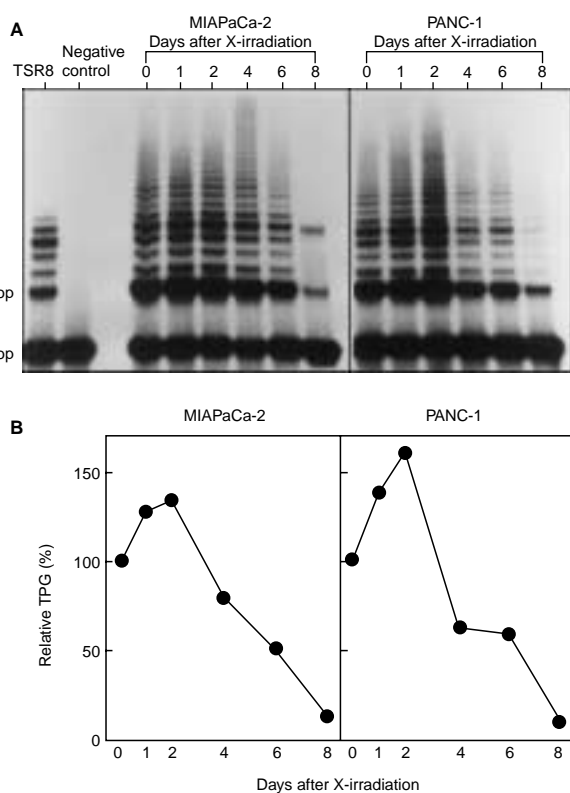 A
MIAPaCa-2
PANC-1
Days after X-irradiation
Days after X-irradiation
Negative
TSR8 control 0 1 2 4 6 8 0 1 2 4 6 8
op
op
B
MIAPaCa-2
PANC-1
Relative TPG (%)
150
100
50
0
0 1 2 4 6 8 0 1 2 4 6 8
Days after X-irradiation